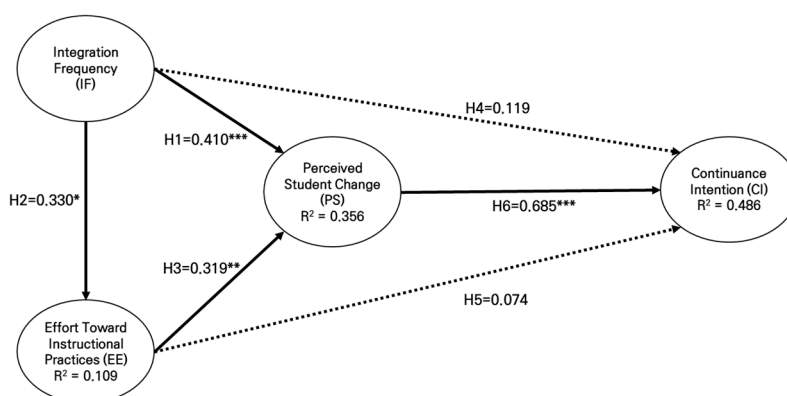 Integration
Frequency
(IF)
H4=0.119
H1=0.410***
Perceived
Student Change
(PS)
R² = 0.356
Continuance
Intention (CI)
R² = 0.486
H2=0.330*
H6=0.685***
H3=0.319**
H5=0.074
Effort Toward
Instructional
Practices (EE)
R² = 0.109